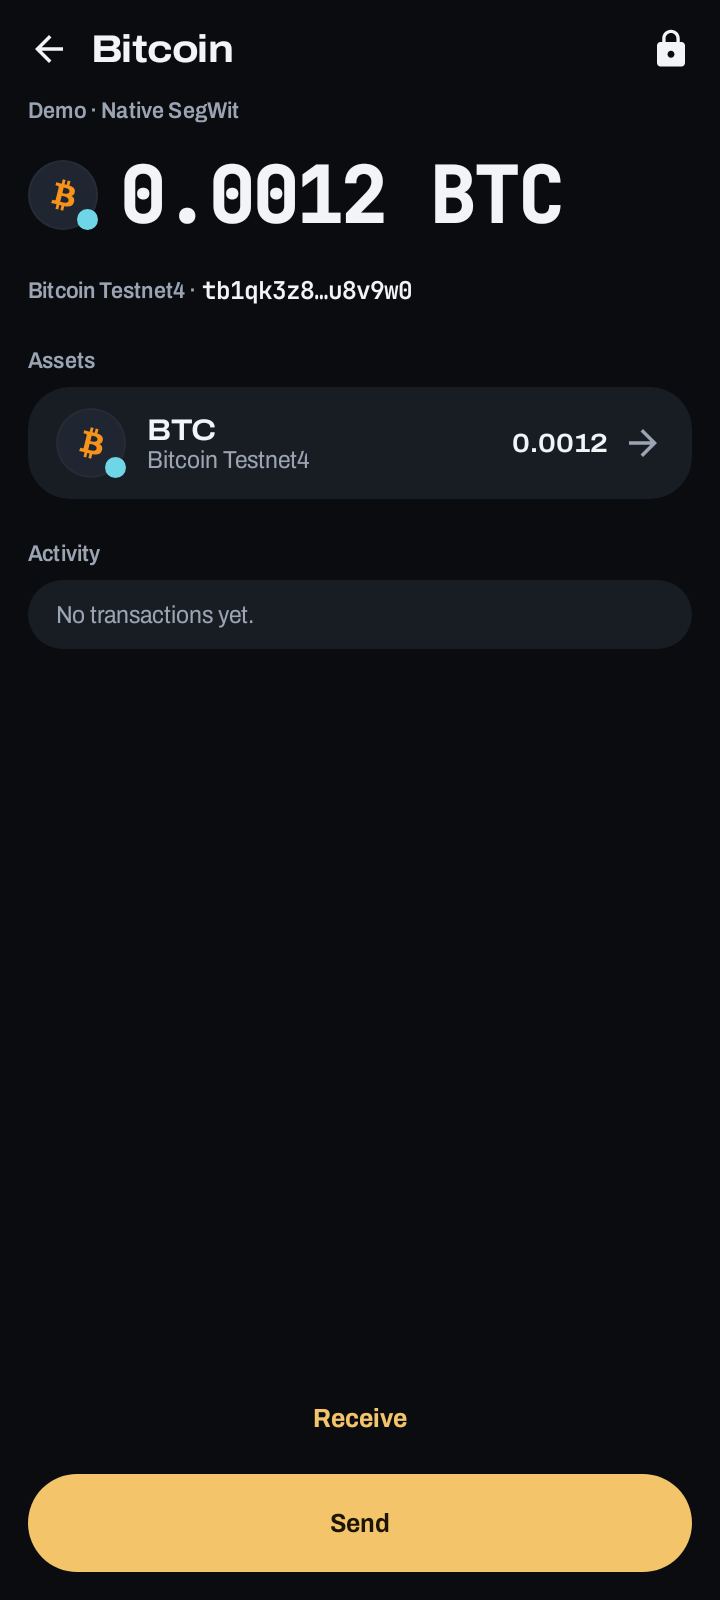 Bitcoin
Demo · Native SegWit
0.0012 BTC
Bitcoin Testnet4 · tb1qk3z8…u8v9w0
Assets
BTC
Bitcoin Testnet4
0.0012
Activity
No transactions yet.
Receive
Send